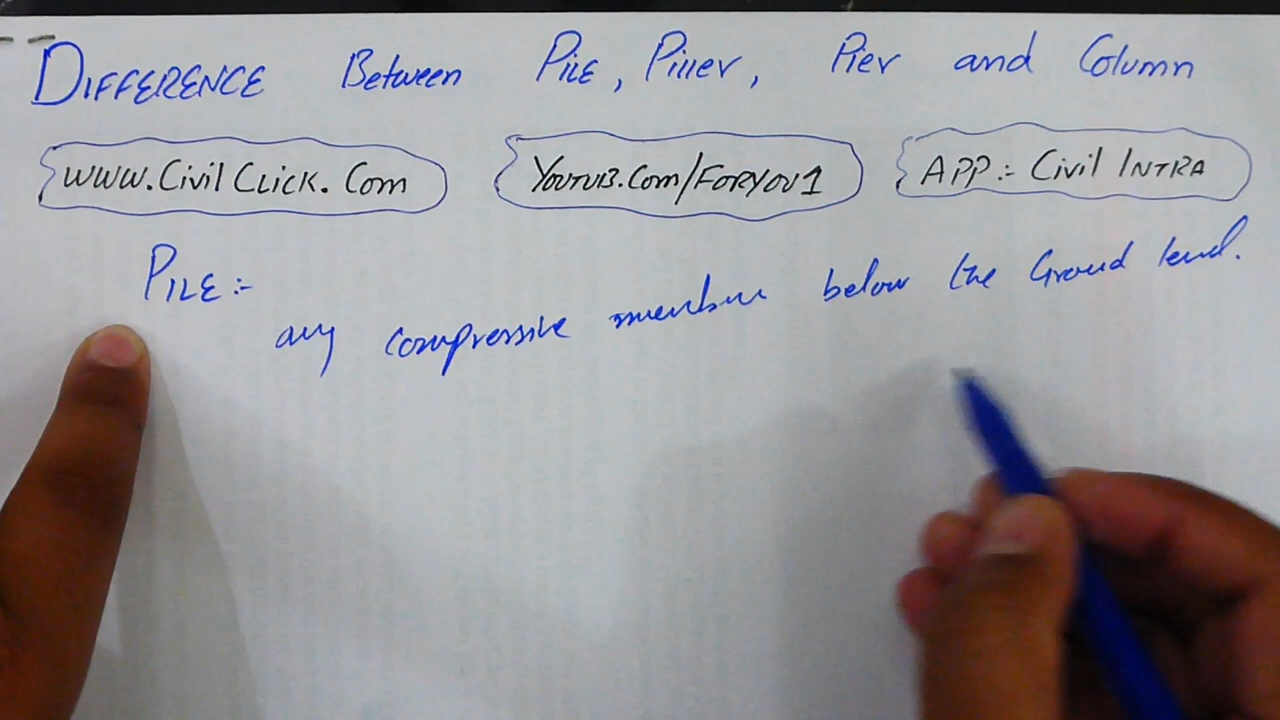 DIFFERENCE Between PILE, Piller, Pier and Column
www.Civil Click.Com
YouTUB.Com/FORYOU1
APP:- Civil INTRA
PILE:-
any compressive member below the Ground level.